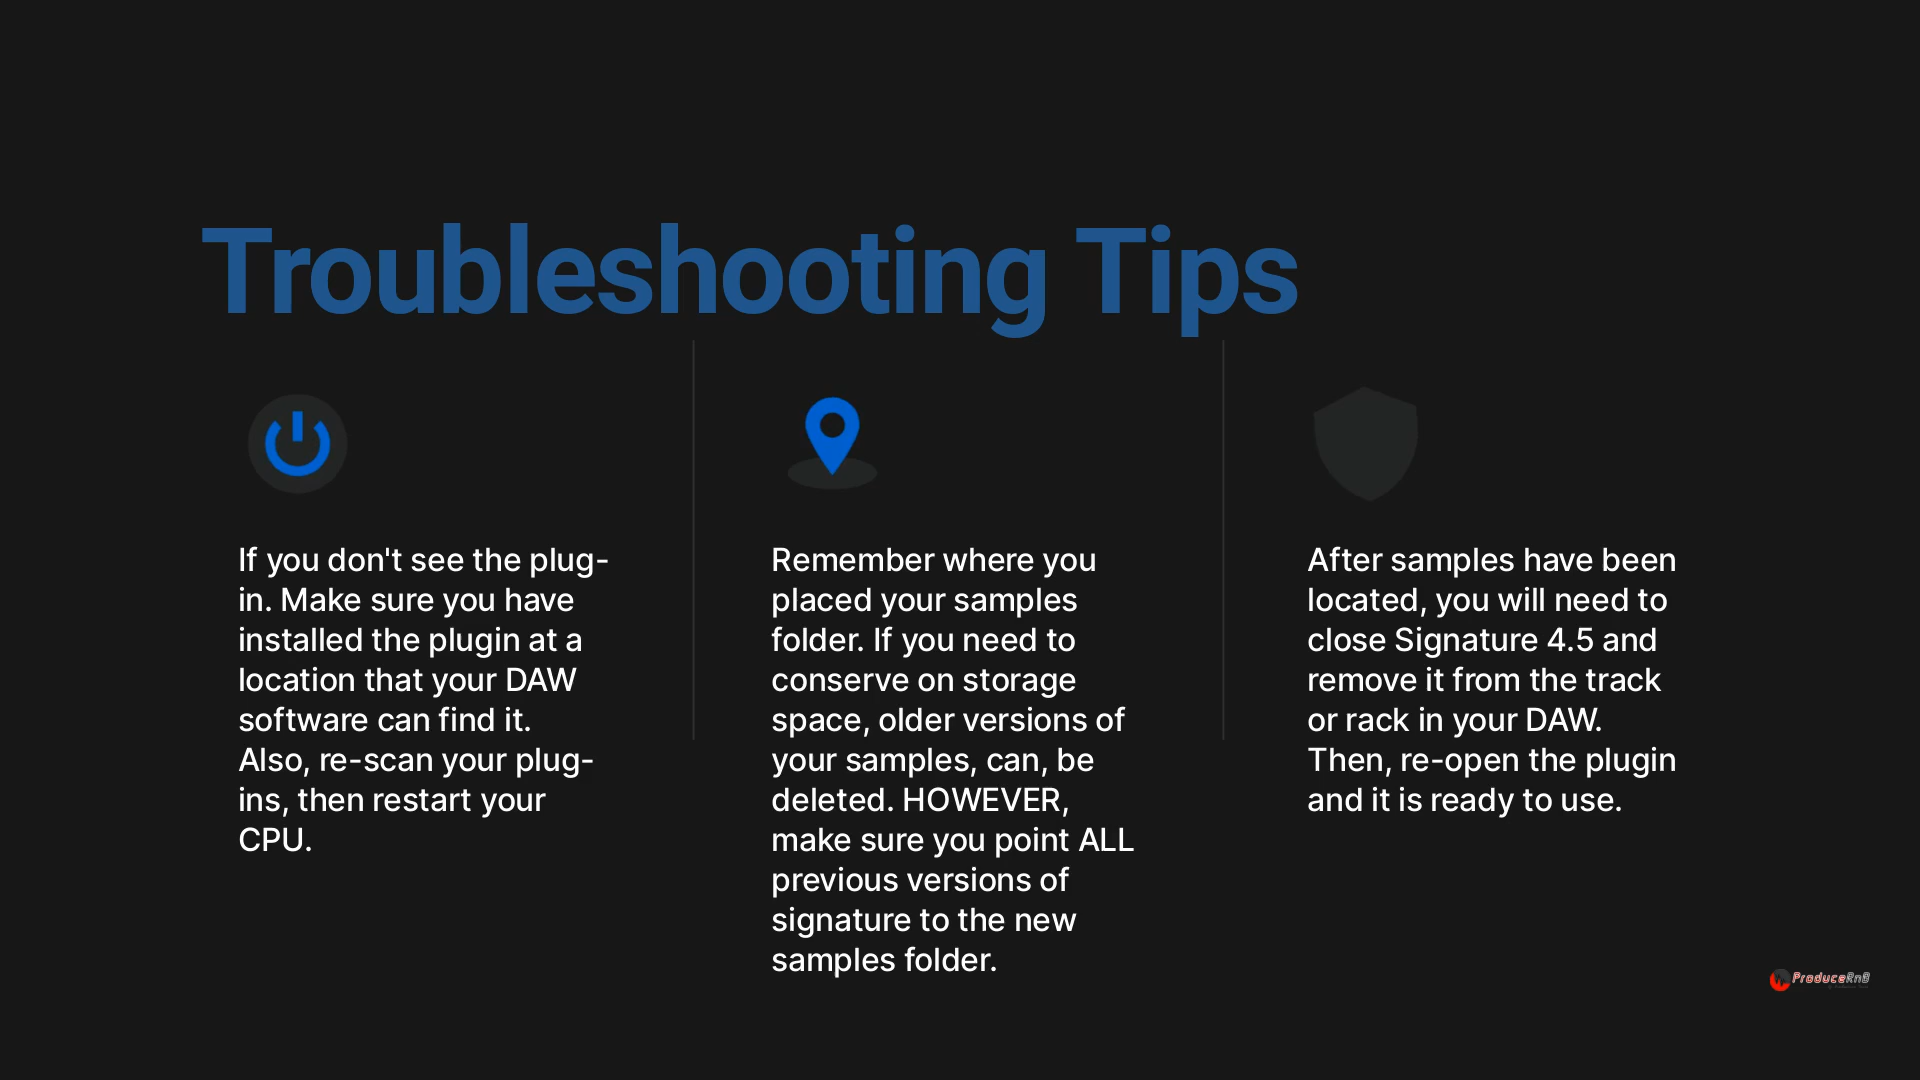 Troubleshooting Tips
If you don't see the plug-
in. Make sure you have
installed the plugin at a
location that your DAW
software can find it.
Also, re-scan your plug-
ins, then restart your
CPU.
Remember where you
placed your samples
folder. If you need to
conserve on storage
space, older versions of
your samples, can, be
deleted. HOWEVER,
make sure you point ALL
previous versions of
signature to the new
samples folder.
After samples have been
located, you will need to
close Signature 4.5 and
remove it from the track
or rack in your DAW.
Then, re-open the plugin
and it is ready to use.
ProduceRnB